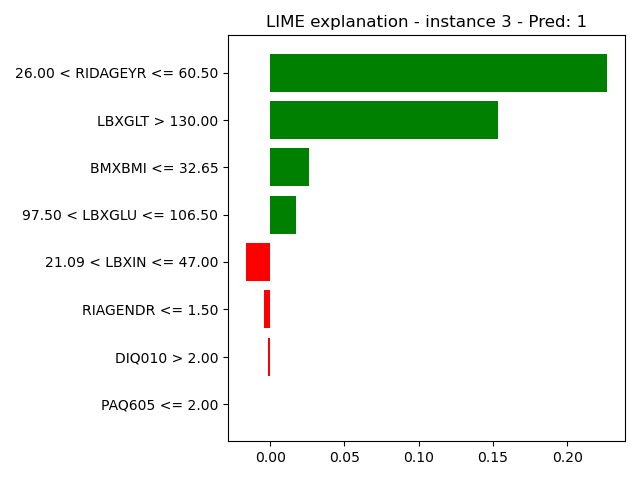 LIME explanation - instance 3 - Pred: 1
26.00 < RIDAGEYR <= 60.50
LBXGLT > 130.00
BMXBMI <= 32.65
97.50 < LBXGLU <= 106.50
21.09 < LBXIN <= 47.00
RIAGENDR <= 1.50
DIQ010 > 2.00
PAQ605 <= 2.00
0.00 0.05 0.10 0.15 0.20